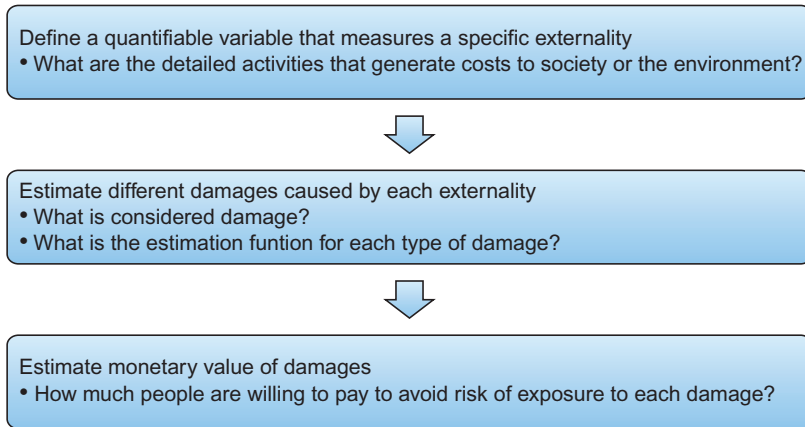 Define a quantifiable variable that measures a specific externality
• What are the detailed activities that generate costs to society or the environment?
Estimate different damages caused by each externality
• What is considered damage?
• What is the estimation funtion for each type of damage?
Estimate monetary value of damages
• How much people are willing to pay to avoid risk of exposure to each damage?